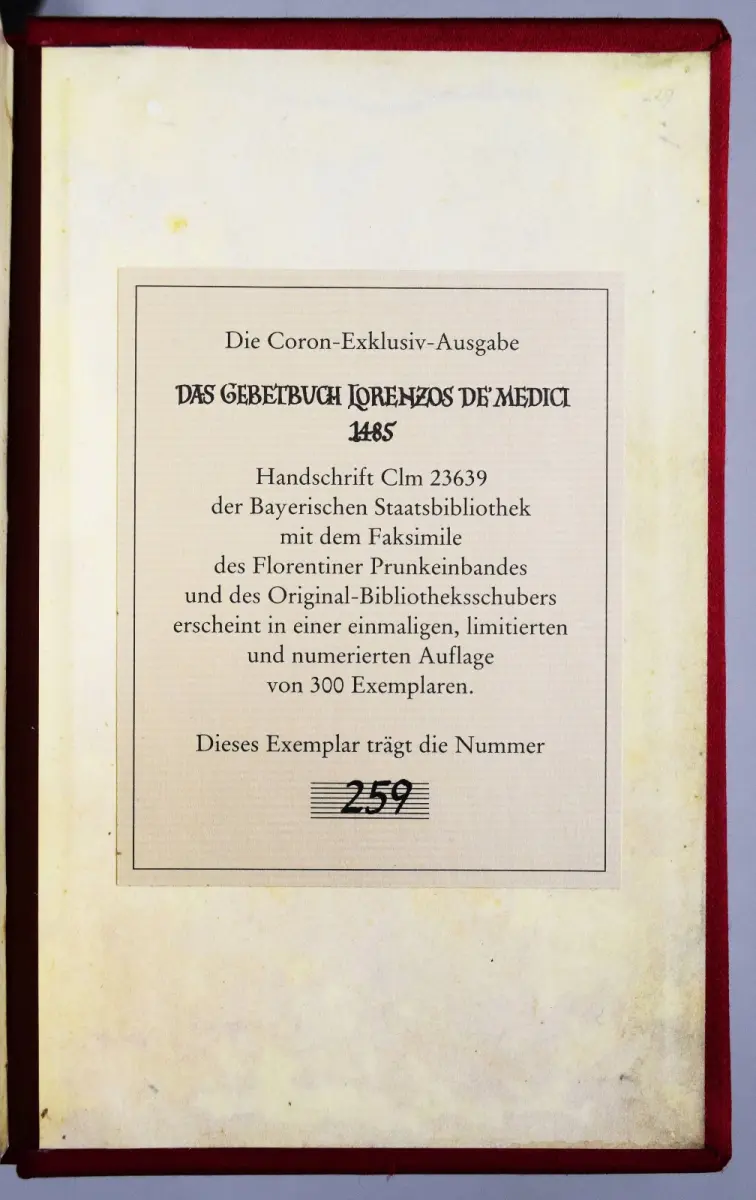 Die Coron-Exklusiv-Ausgabe
DAS GEBETBUCH LORENZOS DE' MEDICI
1485
Handschrift Clm 23639
der Bayerischen Staatsbibliothek
mit dem Faksimile
des Florentiner Prunkeinbandes
und des Original-Bibliotheksschubers
erscheint in einer einmaligen, limitierten
und numerierten Auflage
von 300 Exemplaren.
Dieses Exemplar trägt die Nummer
259